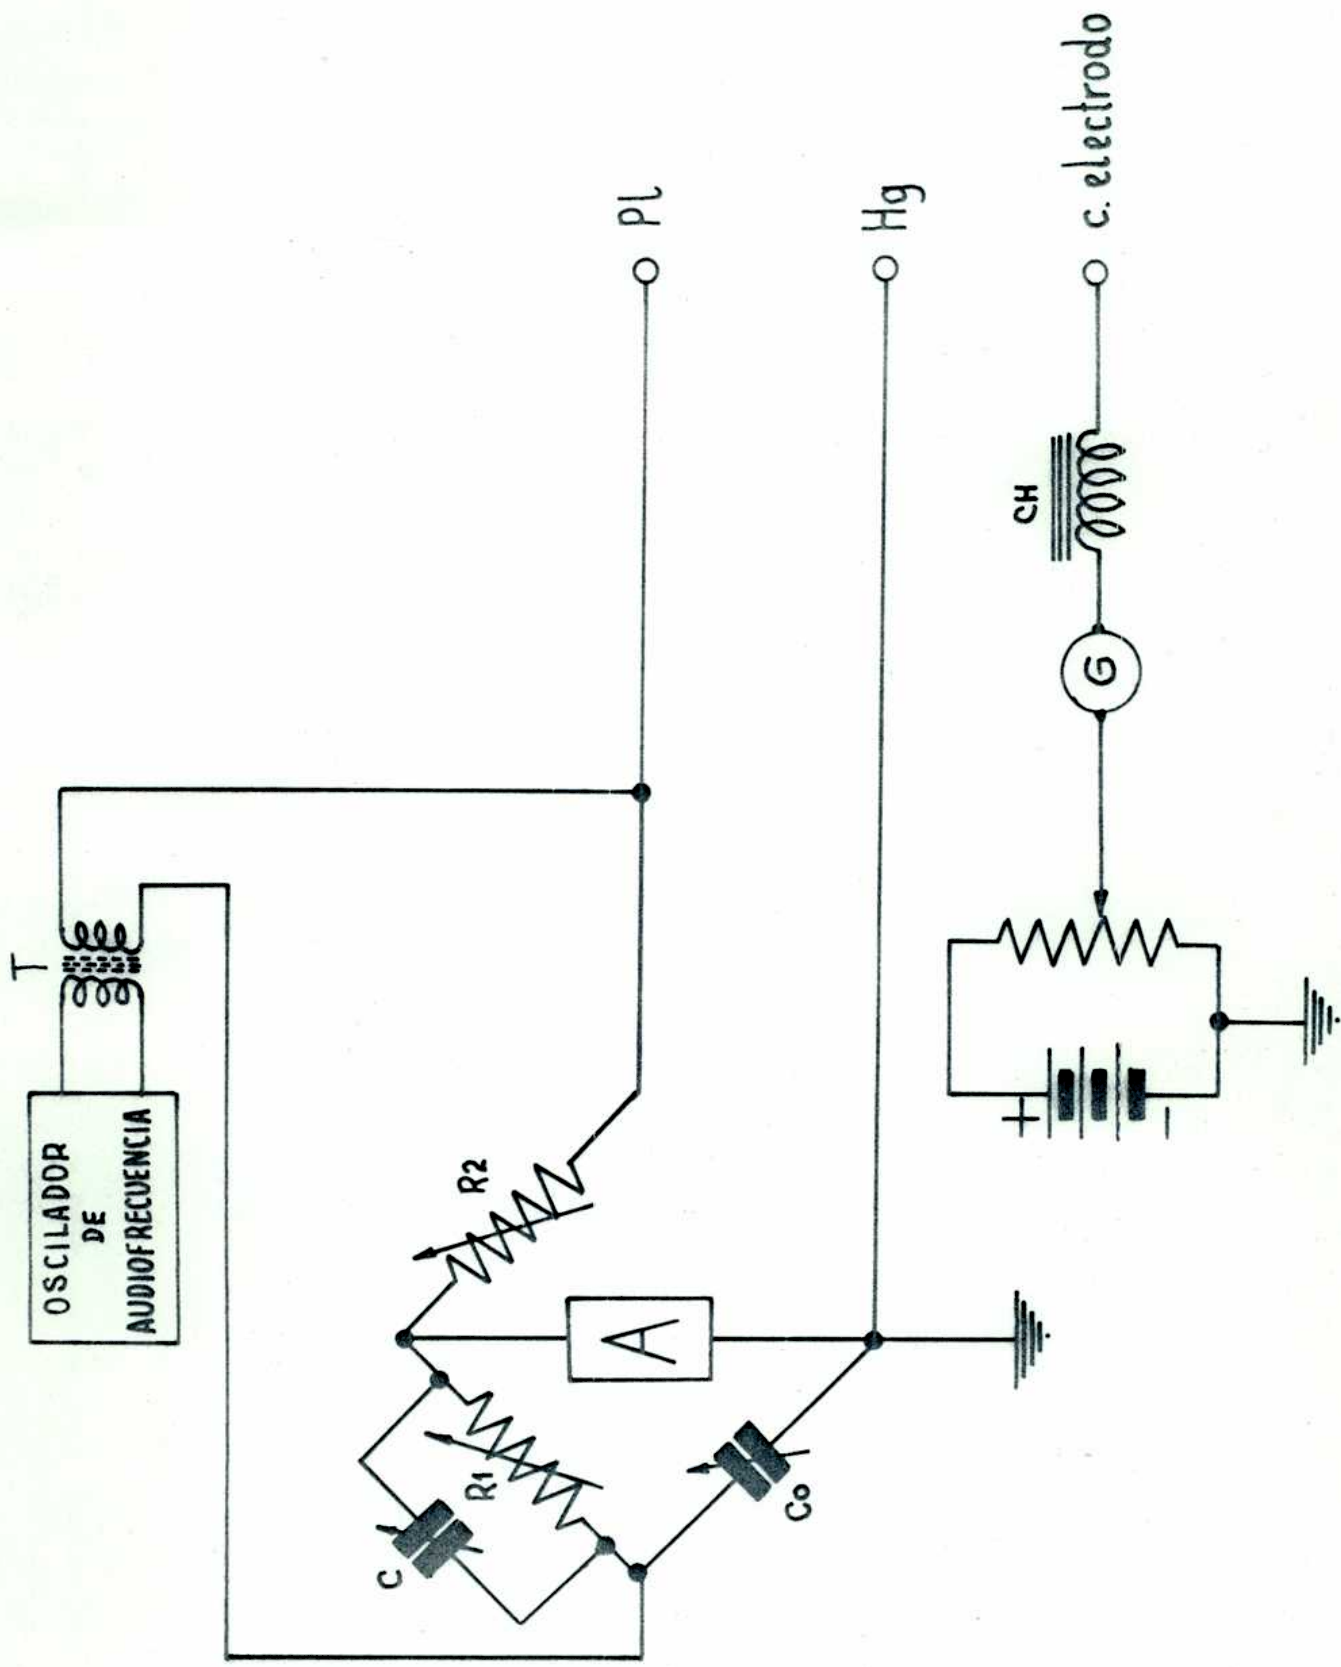 T
OSCILADOR
DE
AUDIOFRECUENCIA
Pl
Hg
c. electrodo
CH
G
R2
A
R1
C
Co
+
−